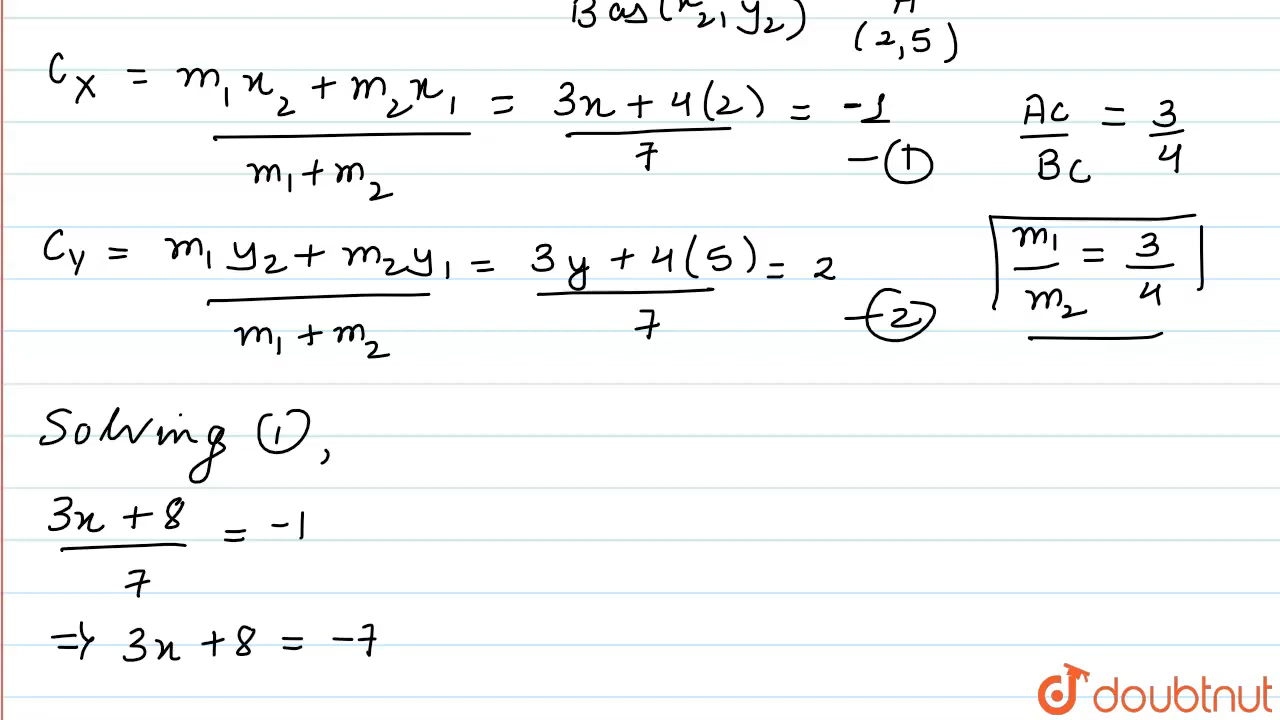 B as (x₂, y₂) A
(2,5)
Cₓ = m₁x₂ + m₂x₁ / m₁ + m₂ = 3x + 4(2) / 7 = -1 -①
AC / BC = 3 / 4
Cᵧ = m₁y₂ + m₂y₁ / m₁ + m₂ = 3y + 4(5) / 7 = 2 -②
m₁ / m₂ = 3 / 4
Solving ①,
3x + 8 / 7 = -1
⇒ 3x + 8 = -7
doubtnut